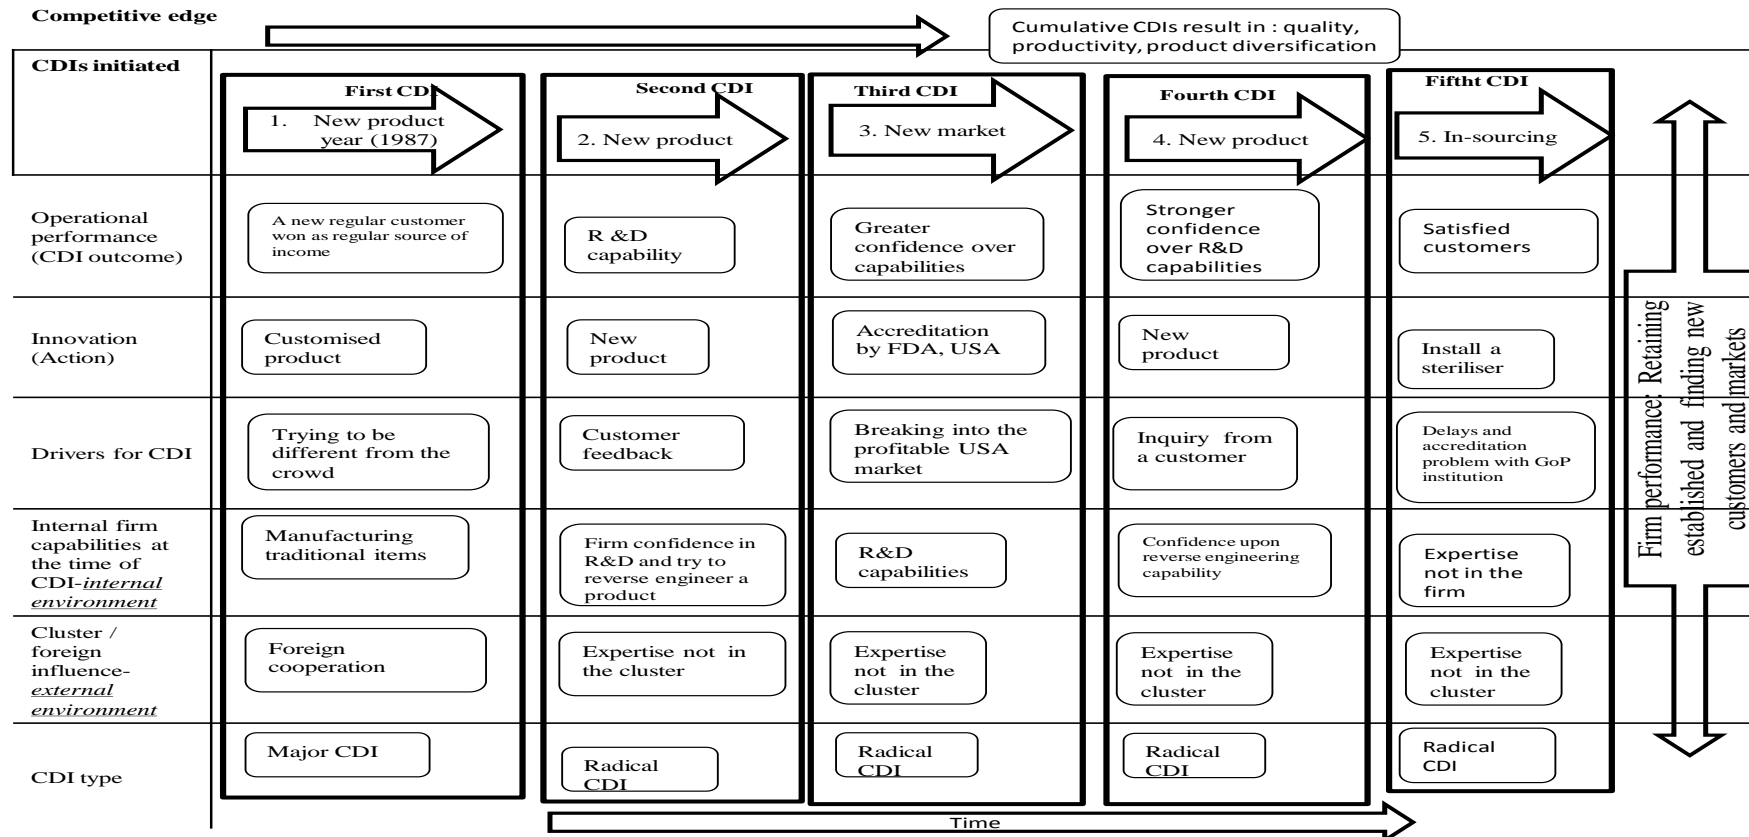 Competitive edge
Cumulative CDIs result in : quality,
productivity, product diversification
CDIs initiated
First CDI
1. New product
year (1987)
Second CDI
2. New product
Third CDI
3. New market
Fourth CDI
4. New product
Fiftht CDI
5. In-sourcing
Operational
performance
(CDI outcome)
A new regular customer
won as regular source of
income
R &D
capability
Greater
confidence over
capabilities
Stronger
confidence
over R&D
capabilities
Satisfied
customers
Innovation
(Action)
Customised
product
New
product
Accreditation
by FDA, USA
New
product
Install a
steriliser
Drivers for CDI
Trying to be
different from the
crowd
Customer
feedback
Breaking into the
profitable USA
market
Inquiry from
a customer
Delays and
accreditation
problem with GoP
institution
Internal firm
capabilities at
the time of
CDI-internal
environment
Manufacturing
traditional items
Firm confidence in
R&D and try to
reverse engineer a
product
R&D
capabilities
Confidence upon
reverse engineering
capability
Expertise
not in the
firm
Cluster /
foreign
influence-
external
environment
Foreign
cooperation
Expertise not in
the cluster
Expertise
not in the
cluster
Expertise
not in the
cluster
Expertise
not in the
cluster
CDI type
Major CDI
Radical
CDI
Radical
CDI
Radical
CDI
Radical
CDI
Firm performance: Retaining
established and finding new
customers and markets
Time